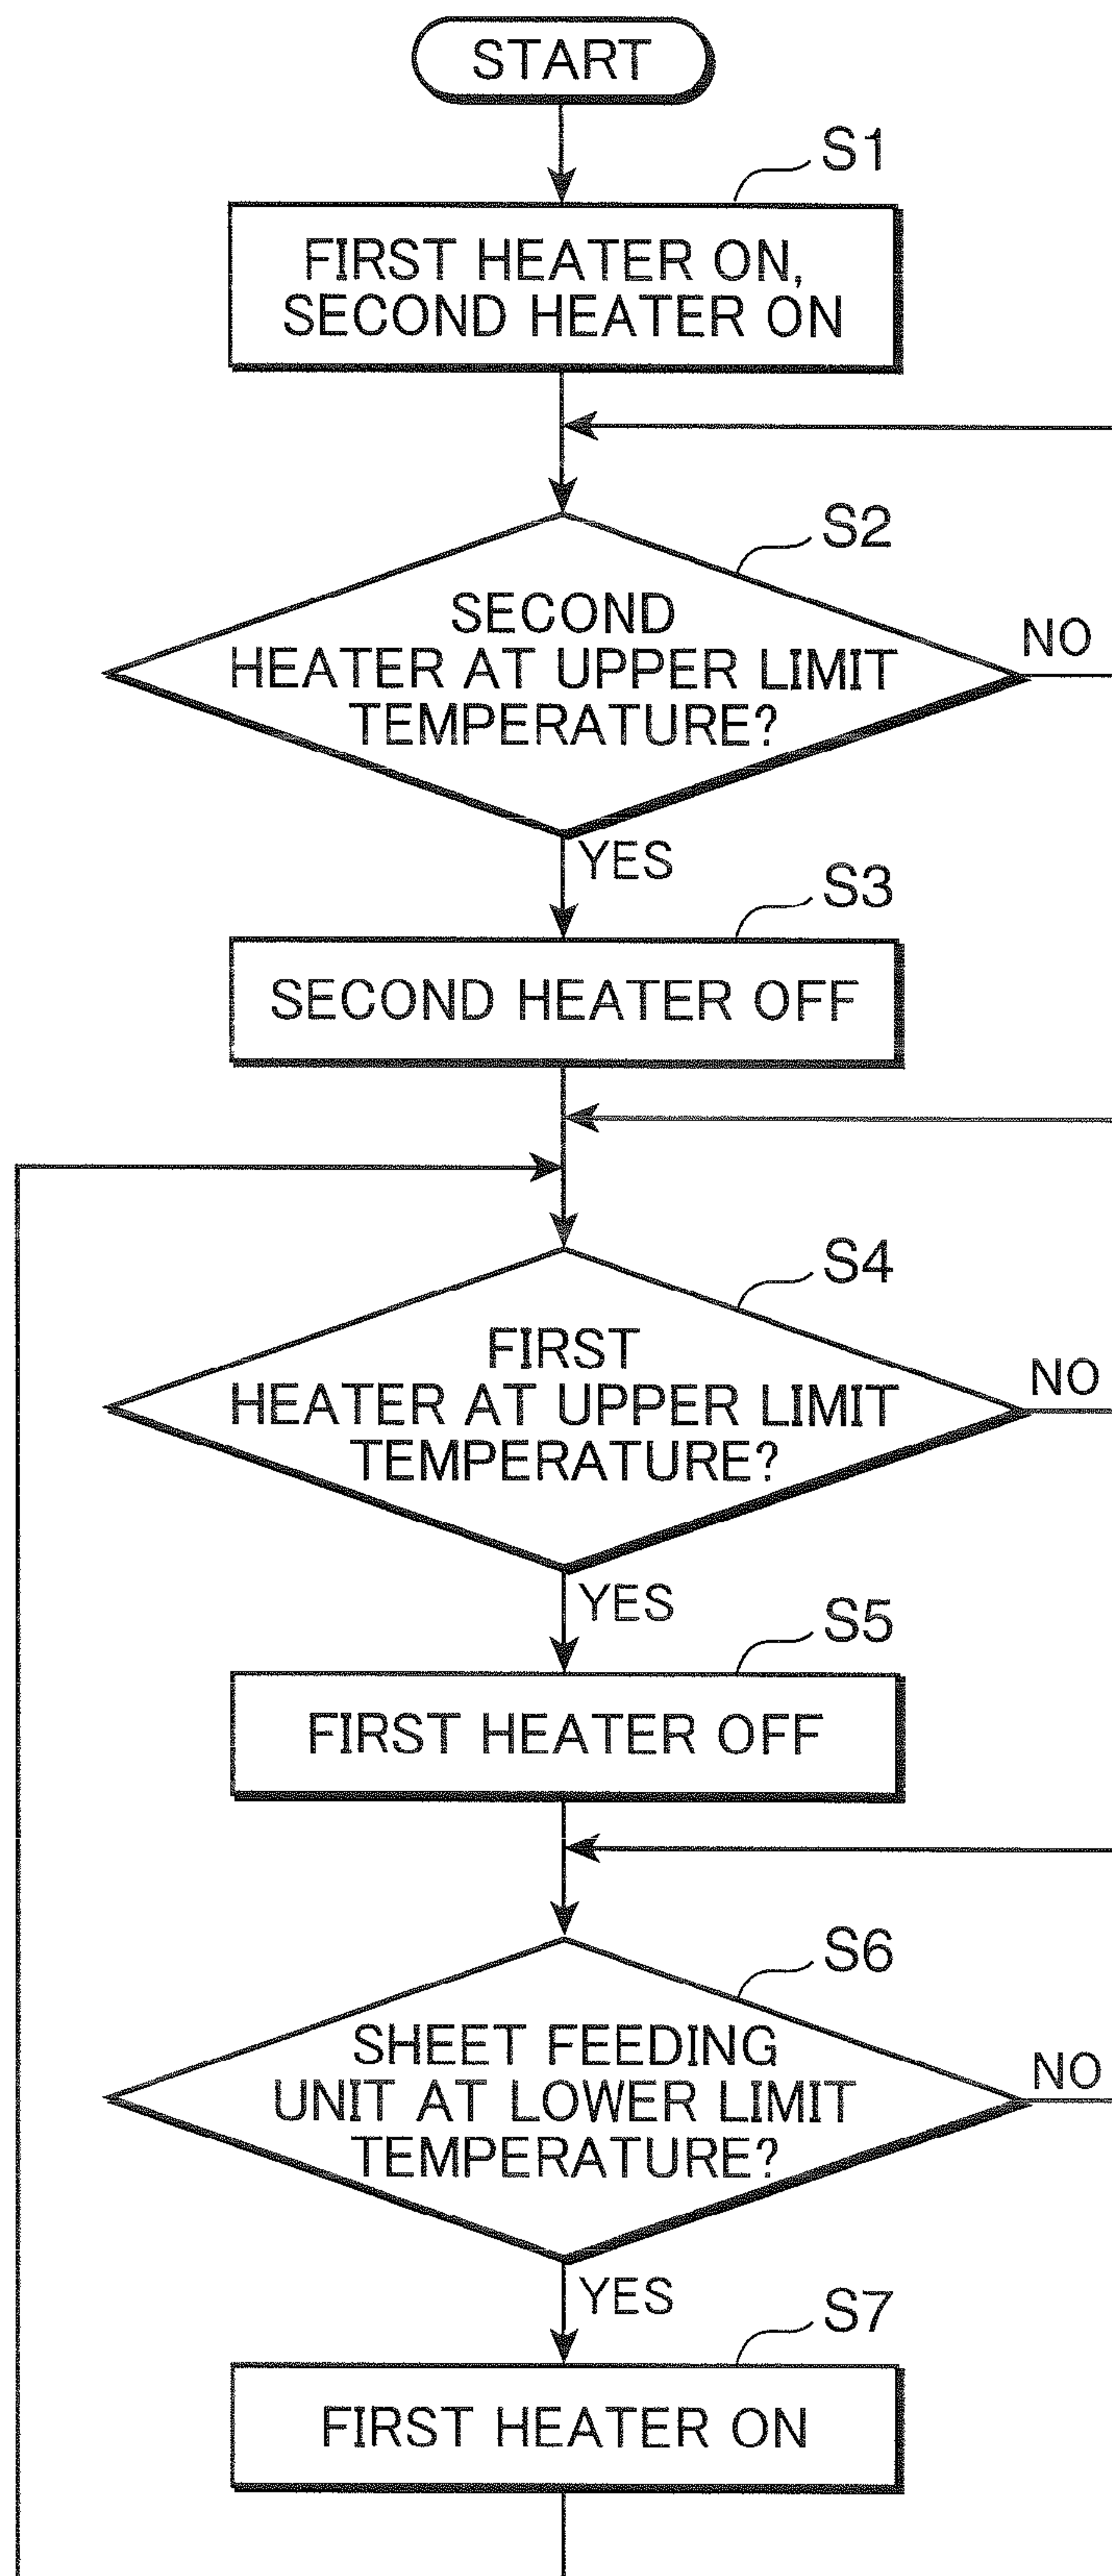 START
S1
FIRST HEATER ON,
SECOND HEATER ON
S2
SECOND
HEATER AT UPPER LIMIT
TEMPERATURE?
NO
YES
S3
SECOND HEATER OFF
S4
FIRST
HEATER AT UPPER LIMIT
TEMPERATURE?
NO
YES
S5
FIRST HEATER OFF
S6
SHEET FEEDING
UNIT AT LOWER LIMIT
TEMPERATURE?
NO
YES
S7
FIRST HEATER ON